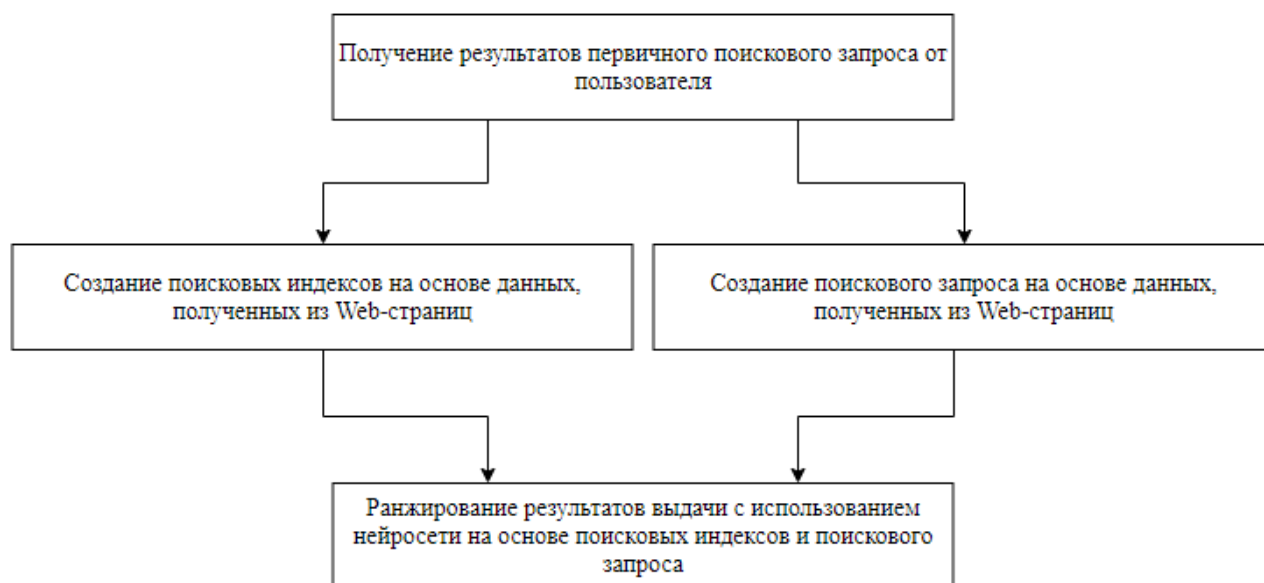 Получение результатов первичного поискового запроса от
пользователя
Создание поисковых индексов на основе данных,
полученных из Web-страниц
Создание поискового запроса на основе данных,
полученных из Web-страниц
Ранжирование результатов выдачи с использованием
нейросети на основе поисковых индексов и поискового
запроса